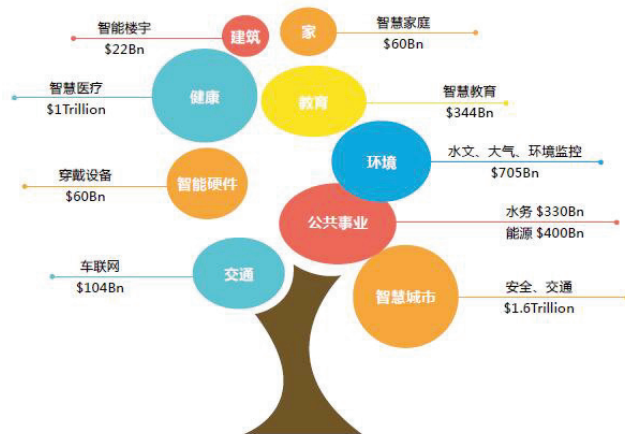 智能楼宇
$22Bn
建筑
家
智慧家庭
$60Bn
智慧医疗
$1Trillion
健康
教育
智慧教育
$344Bn
环境
水文、大气、环境监控
$705Bn
穿戴设备
$60Bn
智能硬件
公共事业
水务 $330Bn
能源 $400Bn
车联网
$104Bn
交通
智慧城市
安全、交通
$1.6Trillion